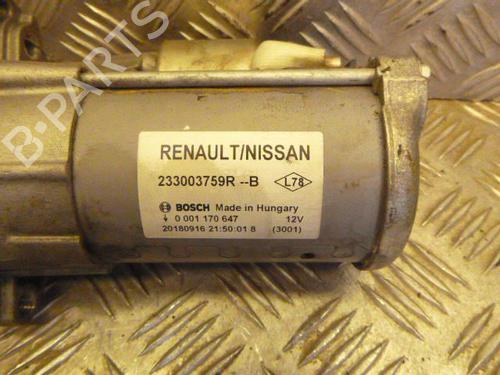 B-PARTS
RENAULT/NISSAN
233003759R --B
L78
BOSCH Made in Hungary
0 001 170 647 12V
20180916 21:50:01 8 (3001)